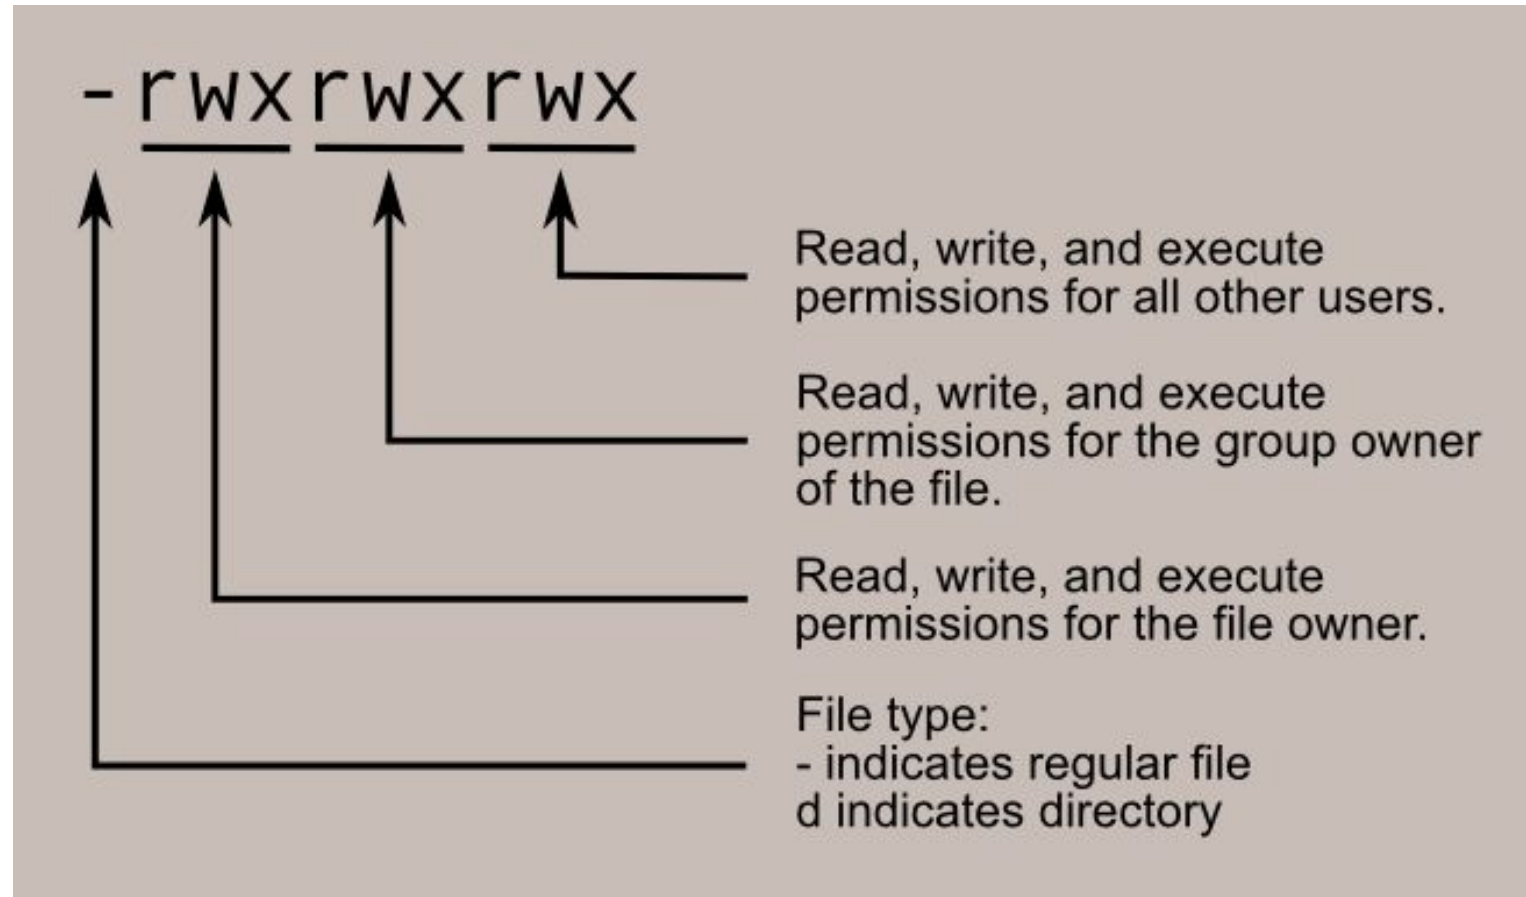 -rwxrwxrwx
Read, write, and execute
permissions for all other users.
Read, write, and execute
permissions for the group owner
of the file.
Read, write, and execute
permissions for the file owner.
File type:
- indicates regular file
d indicates directory